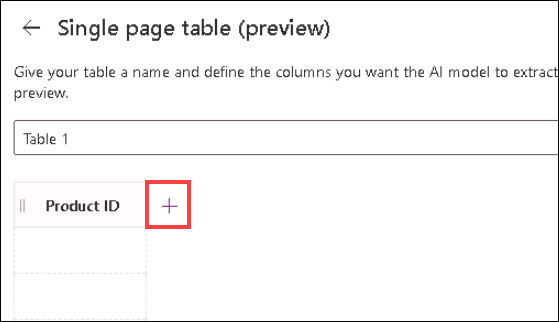 Single page table (preview)
Give your table a name and define the columns you want the AI model to extract
preview.
Table 1
Product ID